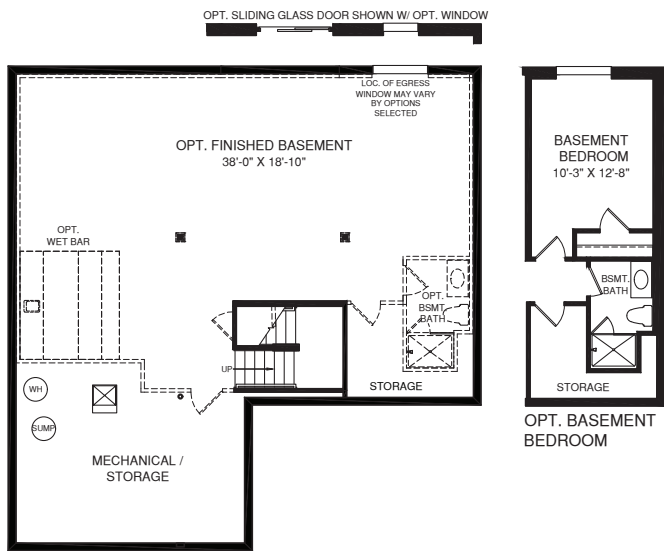 OPT. SLIDING GLASS DOOR SHOWN W/ OPT. WINDOW
LOC. OF EGRESS
WINDOW MAY VARY
BY OPTIONS
SELECTED
OPT. FINISHED BASEMENT
38'-0" X 18'-10"
OPT.
WET BAR
OPT.
BSMT.
BATH
UP
STORAGE
WH
SUMP
MECHANICAL /
STORAGE
BASEMENT
BEDROOM
10'-3" X 12'-8"
BSMT.
BATH
STORAGE
OPT. BASEMENT
BEDROOM